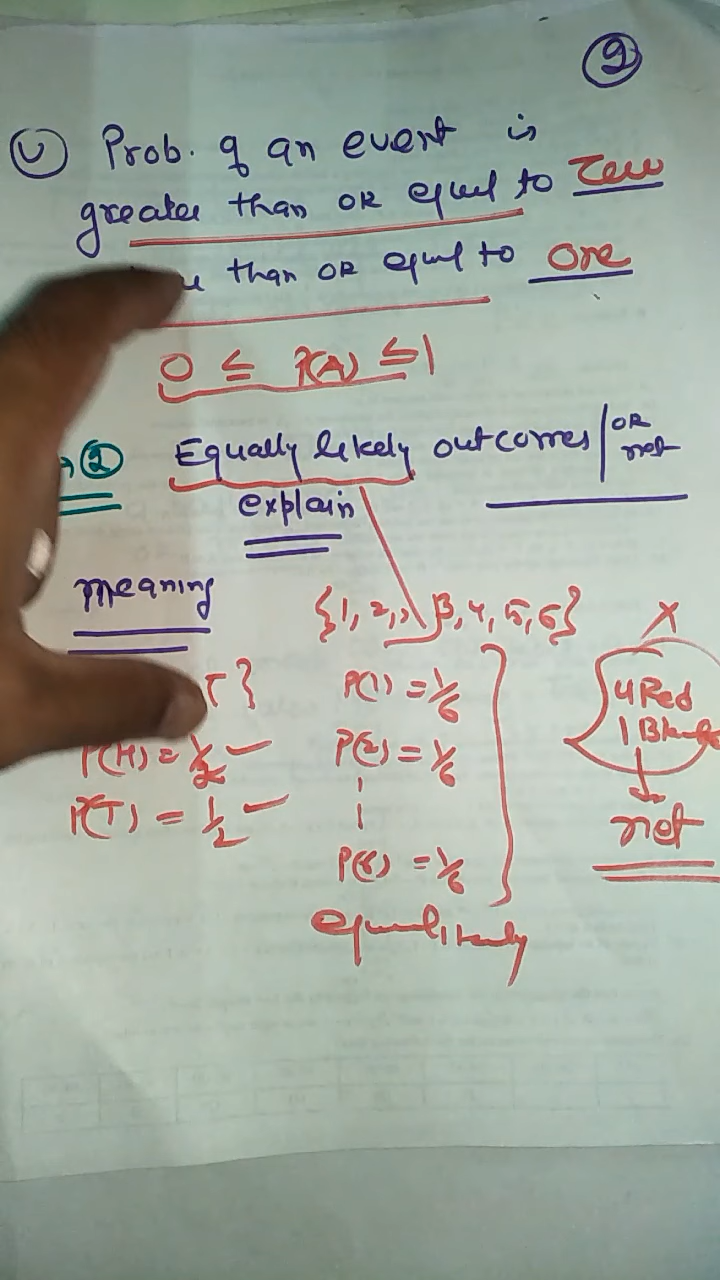 9
(v) Prob. of an event is
greater than or equal to Zero
than or equal to one
0 ≤ P(A) ≤ 1
② Equally likely outcomes / or not
explain
meaning
{1, 2, 3, 4, 5, 6} X
T} P(1) = 1/6 4 Red
P(H) = 1/2 P(2) = 1/6 1 Black
P(T) = 1/2 not
P(6) = 1/6